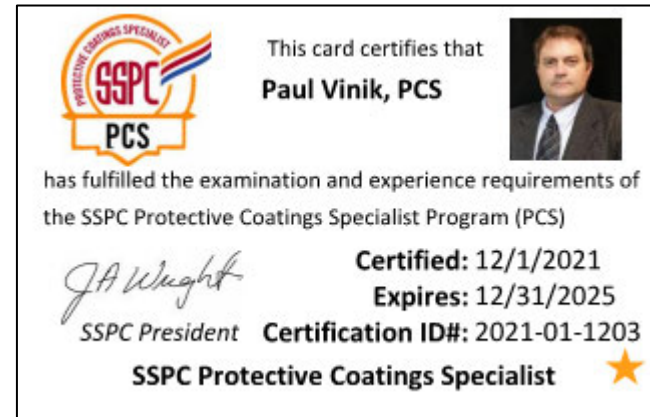 PROTECTIVE COATINGS SPECIALIST
SSPC
PCS
This card certifies that
Paul Vinik, PCS
has fulfilled the examination and experience requirements of
the SSPC Protective Coatings Specialist Program (PCS)
JA Wright
Certified: 12/1/2021
Expires: 12/31/2025
SSPC President Certification ID#: 2021-01-1203
SSPC Protective Coatings Specialist